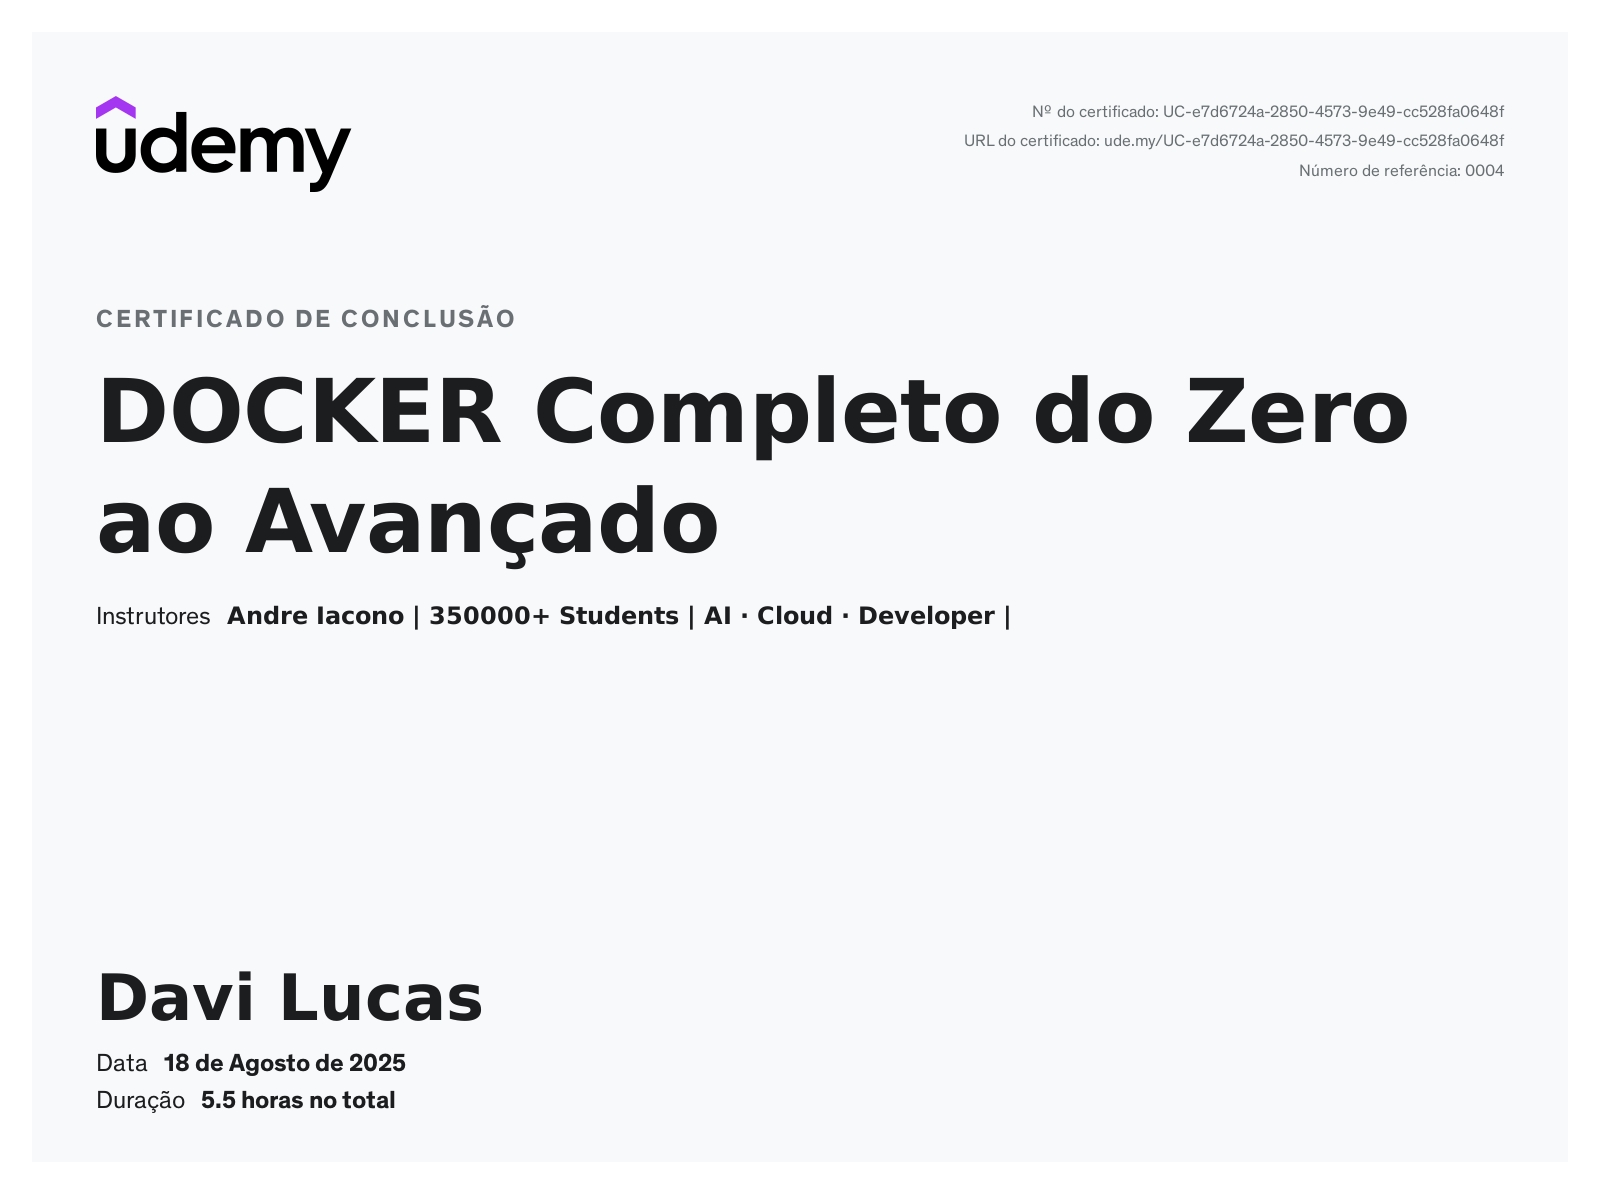 udemy
Nº do certificado: UC-e7d6724a-2850-4573-9e49-cc528fa0648f
URL do certificado: ude.my/UC-e7d6724a-2850-4573-9e49-cc528fa0648f
Número de referência: 0004
CERTIFICADO DE CONCLUSÃO
DOCKER Completo do Zero
ao Avançado
Instrutores Andre Iacono | 350000+ Students | AI · Cloud · Developer |
Davi Lucas
Data 18 de Agosto de 2025
Duração 5.5 horas no total